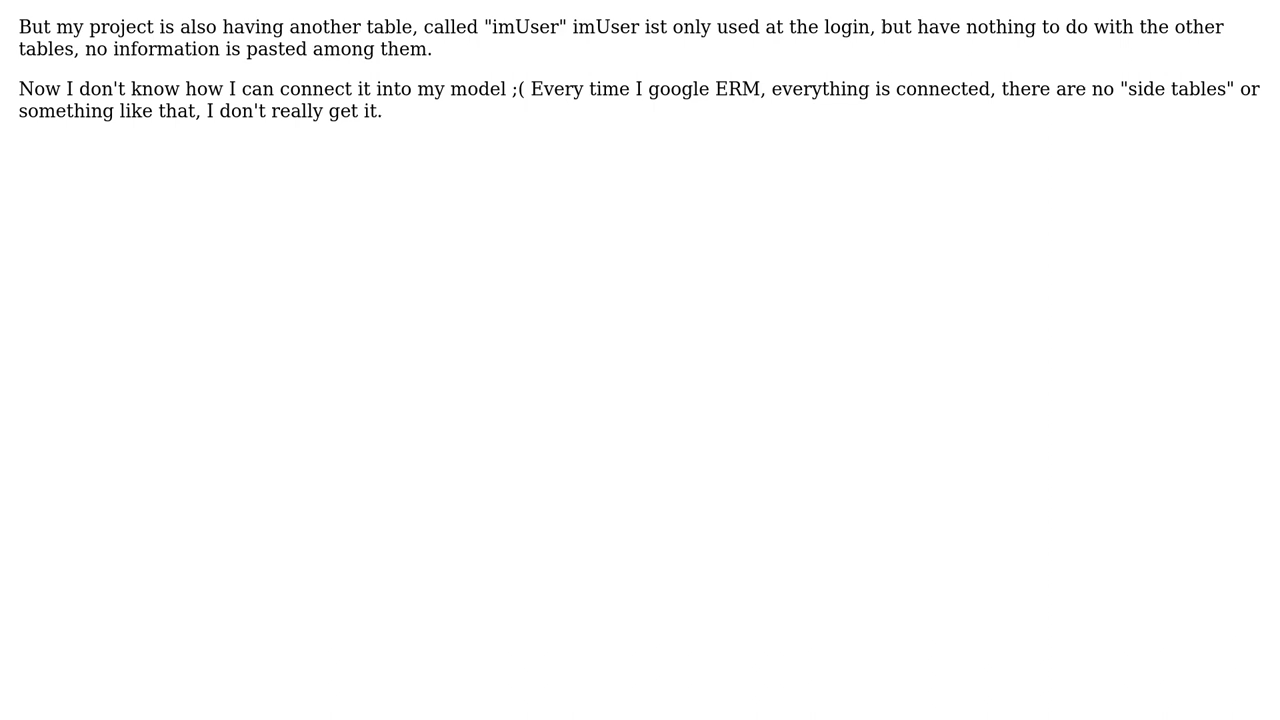 But my project is also having another table, called "imUser" imUser ist only used at the login, but have nothing to do with the other
tables, no information is pasted among them.
Now I don't know how I can connect it into my model ;( Every time I google ERM, everything is connected, there are no "side tables" or
something like that, I don't really get it.